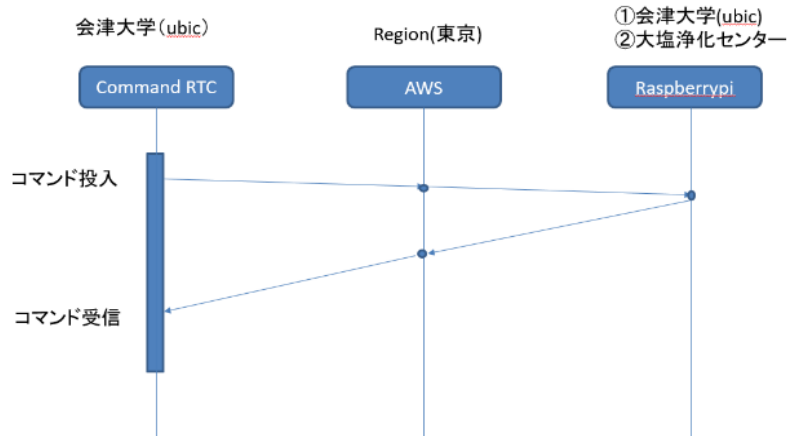 会津大学（ubic）
Region(東京)
①会津大学(ubic)
②大塩浄化センター
Command RTC
AWS
Raspberrypi
コマンド投入
コマンド受信